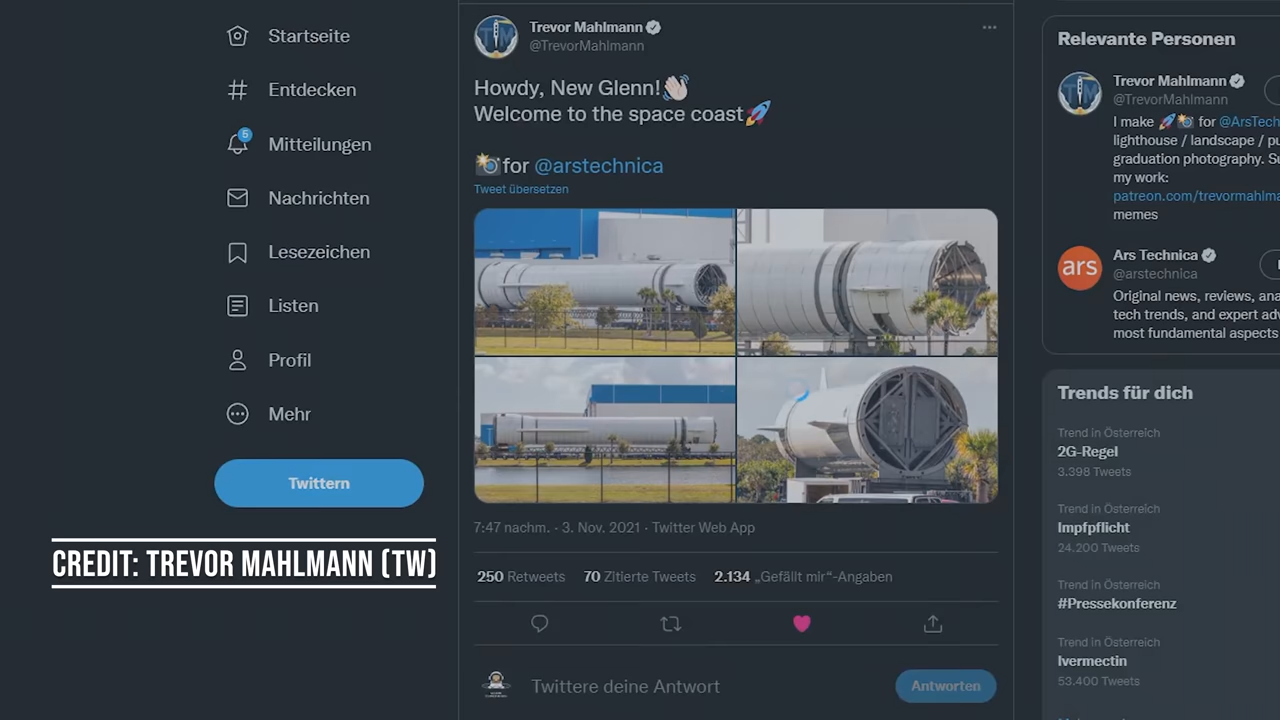 Startseite
Entdecken
6
Mitteilungen
Nachrichten
Lesezeichen
Listen
Profil
Mehr
Twittern
CREDIT: TREVOR MAHLMANN (TW)
TM
Trevor Mahlmann
@TrevorMahlmann
Howdy, New Glenn!👋🏻
Welcome to the space coast🚀
📸for @arstechnica
Tweet übersetzen
7:47 nachm. · 3. Nov. 2021 · Twitter Web App
250 Retweets 70 Zitierte Tweets 2.134 „Gefällt mir“-Angaben
Twittere deine Antwort
Antworten
Relevante Personen
Trevor Mahlmann
@TrevorMahlmann
I make 🚀📸 for @ArsTech
lighthouse / landscape / pu
graduation photography. Su
my work:
patreon.com/trevormahlma
memes
ars
Ars Technica
@arstechnica
Original news, reviews, ana
tech trends, and expert adv
most fundamental aspects
Trends für dich
Trend in Österreich
2G-Regel
3.398 Tweets
Trend in Österreich
Impfpflicht
24.200 Tweets
Trend in Österreich
#Pressekonferenz
Trend in Österreich
Ivermectin
53.400 Tweets